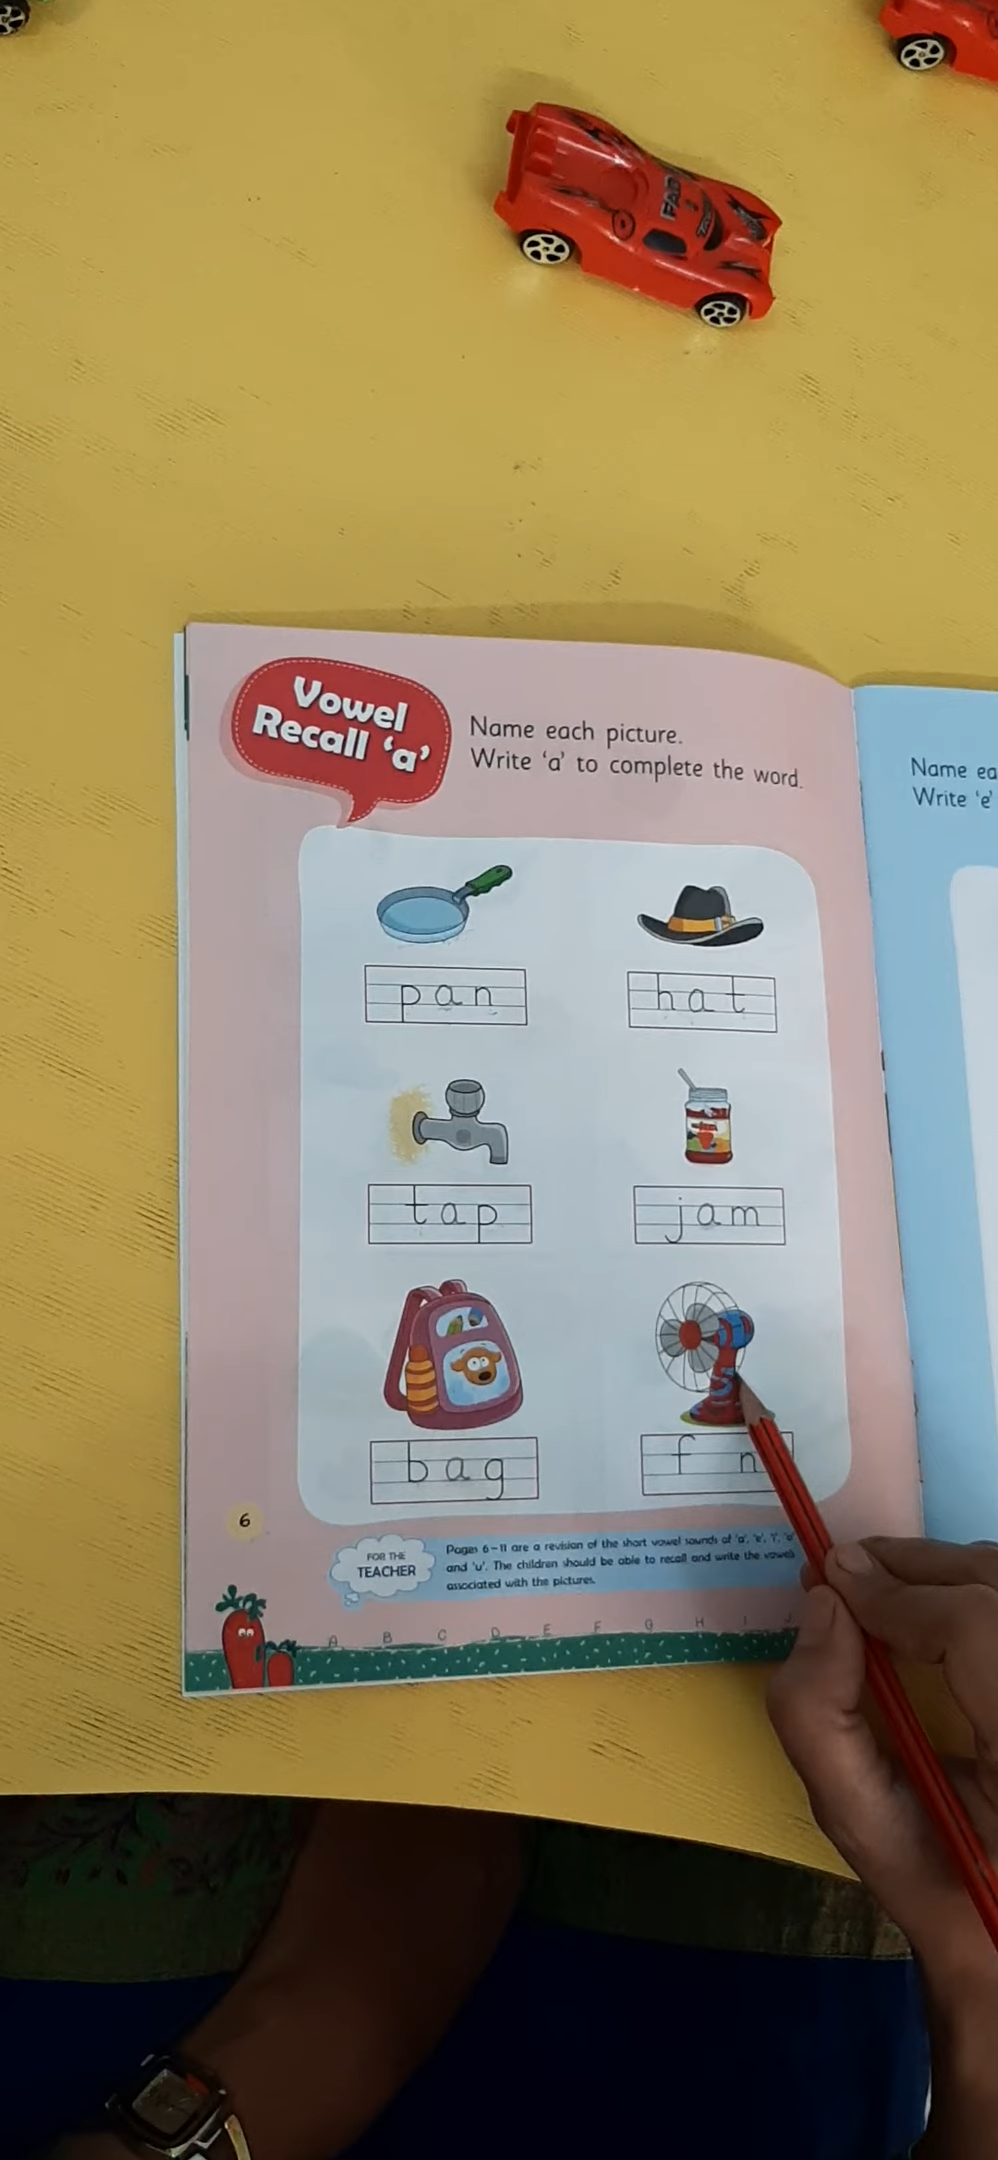 FAD
Vowel
Recall 'a'
Name each picture.
Write 'a' to complete the word.
pan
hat
tap
jam
bag
f n
6
FOR THE
TEACHER
Pages 6-11 are a revision of the short vowel sounds of 'a', 'e', 'i', 'o'
and 'u'. The children should be able to recall and write the vowels
associated with the pictures.
A B C D E F G H I J
Name ea
Write 'e'